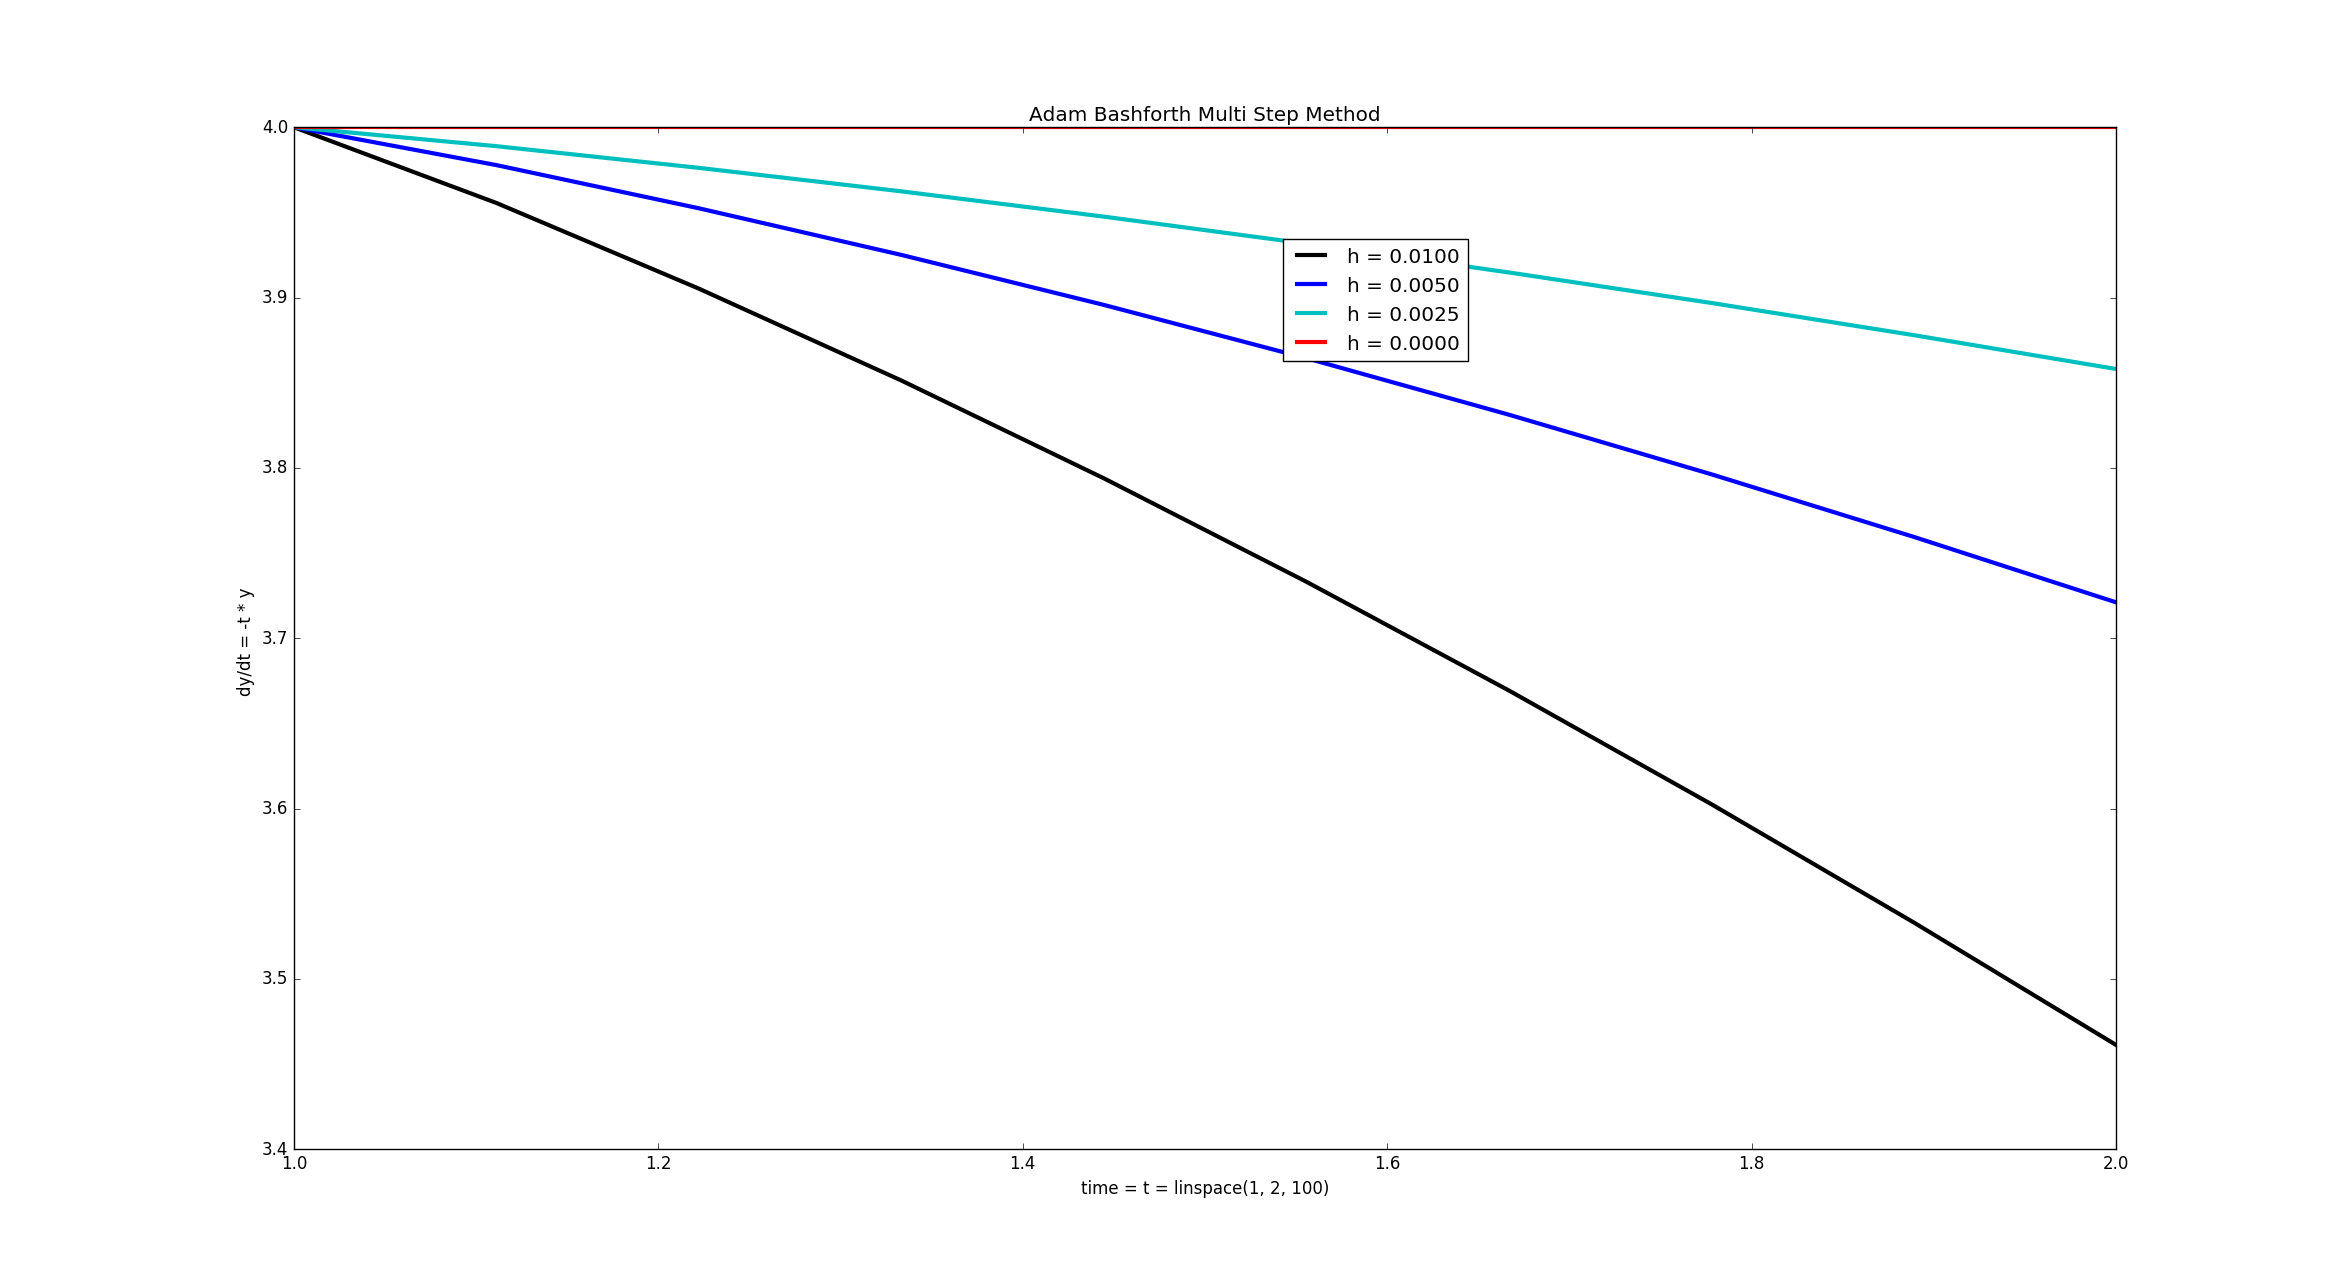 Adam Bashforth Multi Step Method
4.0
3.9
3.8
3.7
3.6
3.5
3.4
dy/dt = -t * y
h = 0.0100
h = 0.0050
h = 0.0025
h = 0.0000
1.0 1.2 1.4 1.6 1.8 2.0
time = t = linspace(1, 2, 100)